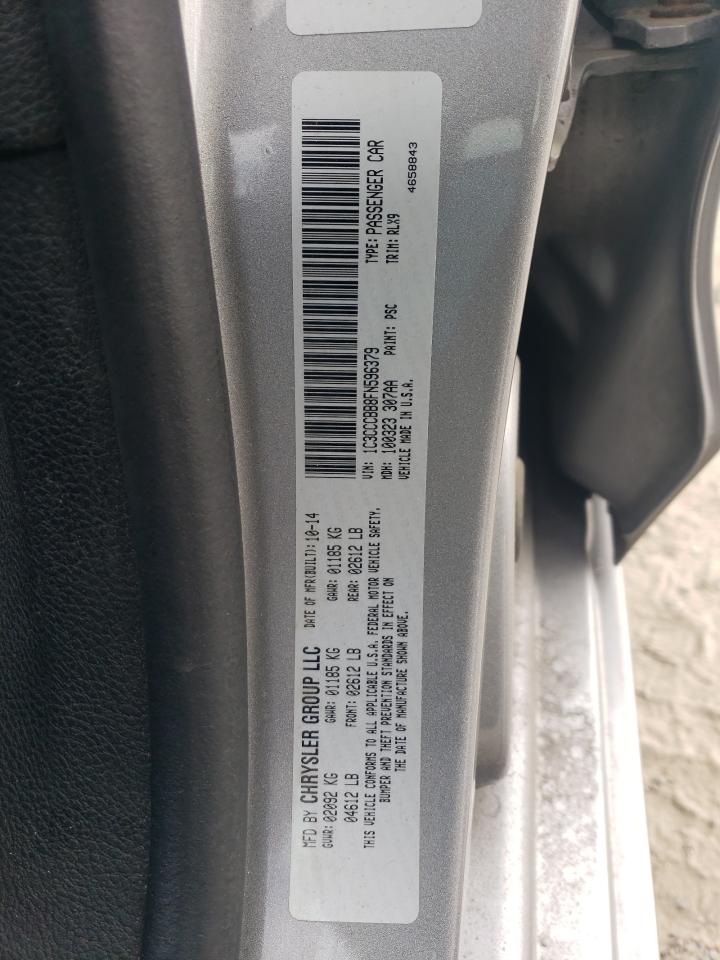 MFD BY CHRYSLER GROUP LLC DATE OF MFR(BUILT): 10-14
GVWR: 02092 KG GAWR: 01185 KG GAWR: 01185 KG
04612 LB FRONT: 02612 LB REAR: 02612 LB
THIS VEHICLE CONFORMS TO ALL APPLICABLE U.S.A. FEDERAL MOTOR VEHICLE SAFETY,
BUMPER AND THEFT PREVENTION STANDARDS IN EFFECT ON
THE DATE OF MANUFACTURE SHOWN ABOVE.
VIN: 1C3CCCBB8FN596379 TYPE: PASSENGER CAR
MDH: 100323 307AA PAINT: PSC TRIM: RLX9
VEHICLE MADE IN U.S.A. 4658843